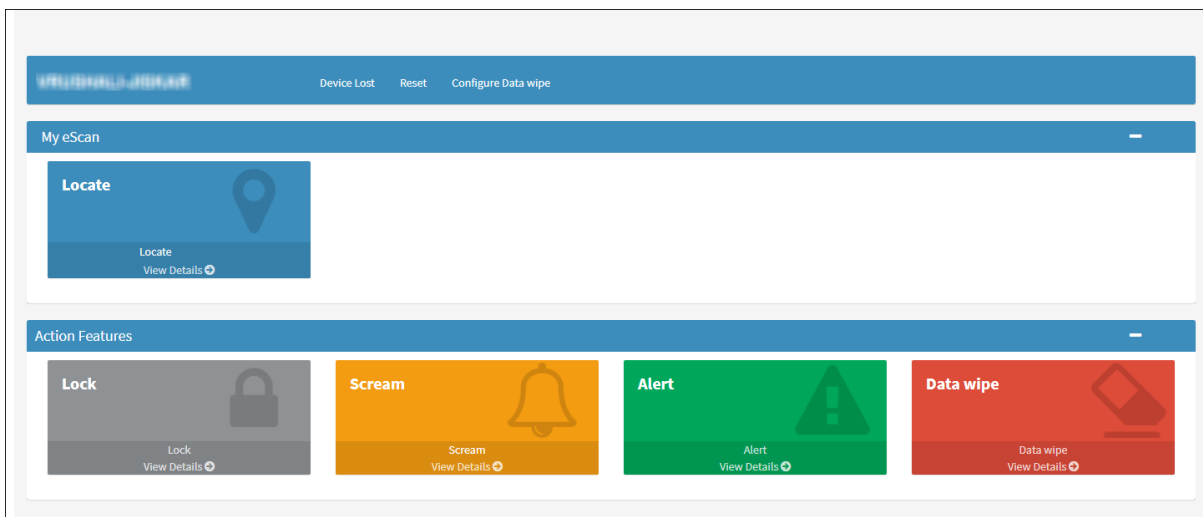 Device Lost Reset Configure Data wipe
My eScan
Locate
Locate
View Details
Action Features
Lock
Lock
View Details
Scream
Scream
View Details
Alert
Alert
View Details
Data wipe
Data wipe
View Details